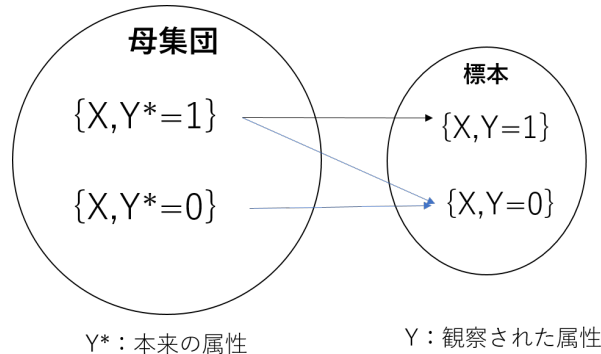 母集団
{X,Y*=1}
{X,Y*=0}
標本
{X,Y=1}
{X,Y=0}
Y*：本来の属性
Y：観察された属性